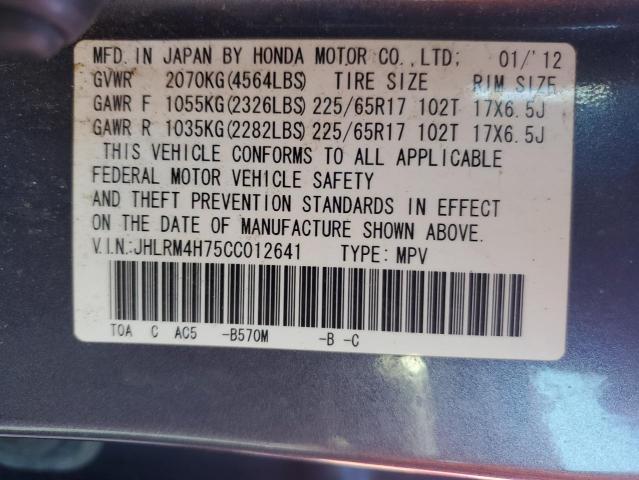 MFD. IN JAPAN BY HONDA MOTOR CO., LTD; 01/'12
GVWR 2070KG(4564LBS) TIRE SIZE RIM SIZE
GAWR F 1055KG(2326LBS) 225/65R17 102T 17X6.5J
GAWR R 1035KG(2282LBS) 225/65R17 102T 17X6.5J
THIS VEHICLE CONFORMS TO ALL APPLICABLE
FEDERAL MOTOR VEHICLE SAFETY
AND THEFT PREVENTION STANDARDS IN EFFECT
ON THE DATE OF MANUFACTURE SHOWN ABOVE.
V.I.N:JHLRM4H75CC012641 TYPE: MPV
T0A C AC5 -B570M -B -C